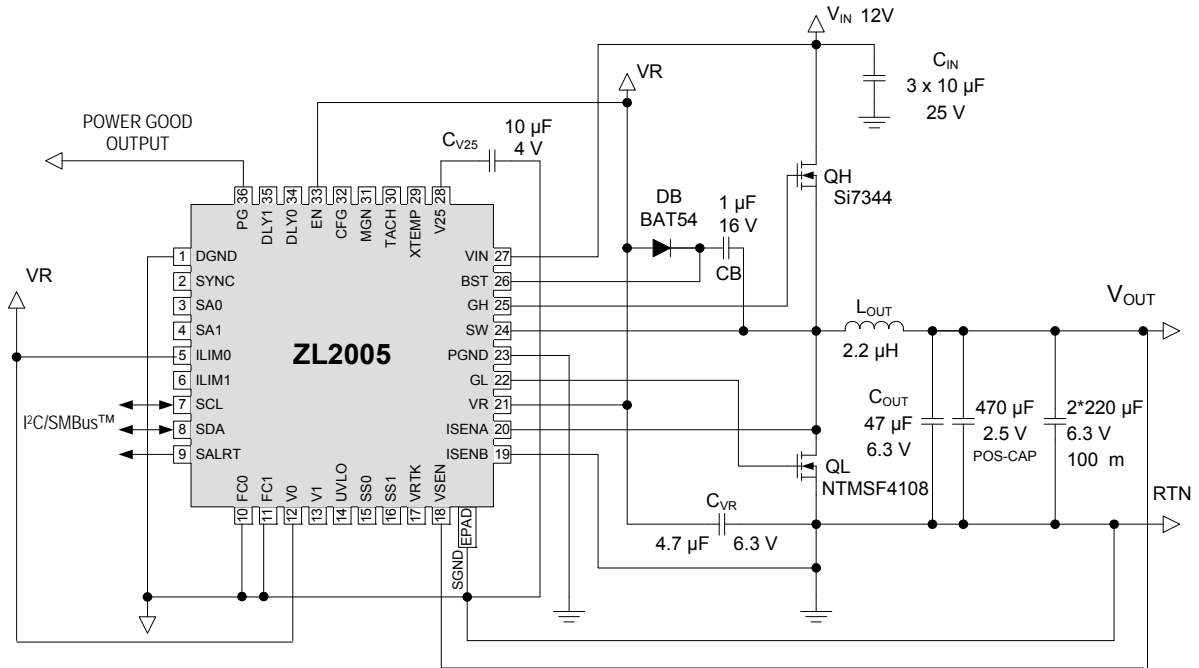 V_IN 12V
C_IN
3 x 10 µF
25 V
VR
POWER GOOD
OUTPUT
C_V25
10 µF
4 V
PG 36
DLY1 35
DLY0 34
EN 33
CFG 32
MGN 31
TACH 30
XTEMP 29
V25 28
QH
Si7344
DB
BAT54
1 µF
16 V
CB
VR
1 DGND
2 SYNC
3 SA0
4 SA1
5 ILIM0
6 ILIM1
7 SCL
8 SDA
9 SALRT
I²C/SMBus™
ZL2005
VIN 27
BST 26
GH 25
SW 24
PGND 23
GL 22
VR 21
ISENA 20
ISENB 19
L_OUT
2.2 µH
V_OUT
C_OUT
47 µF
6.3 V
470 µF
2.5 V
POS-CAP
2*220 µF
6.3 V
100 m
RTN
QL
NTMSF4108
C_VR
4.7 µF 6.3 V
FC0 10
FC1 11
V0 12
V1 13
UVLO 14
SS0 15
SS1 16
VRTK 17
VSEN 18
EPAD
SGND